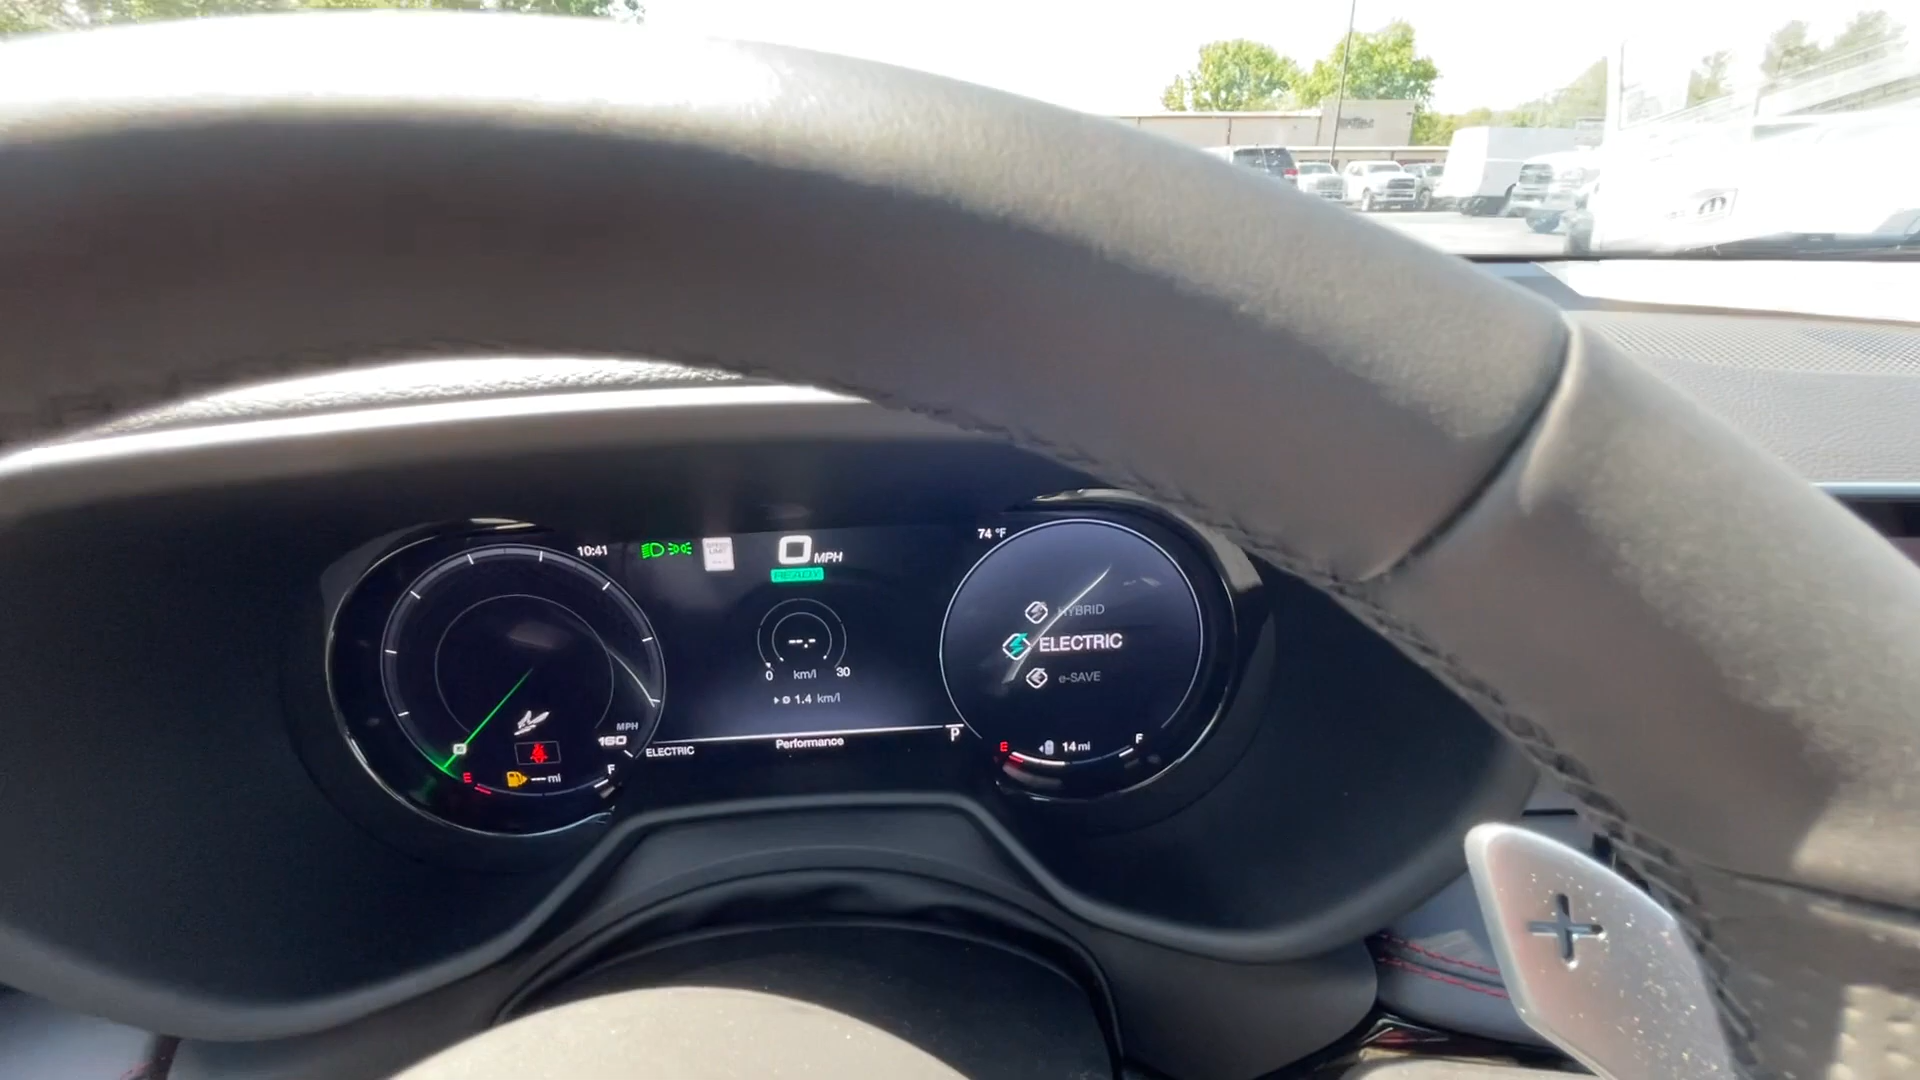 10:41
0 MPH
READY
74 °F
HYBRID
ELECTRIC
e-SAVE
--.-
0 km/l 30
ø 1.4 km/l
MPH
160
E --- mi F
ELECTRIC
Performance
P
E 14 mi F
+